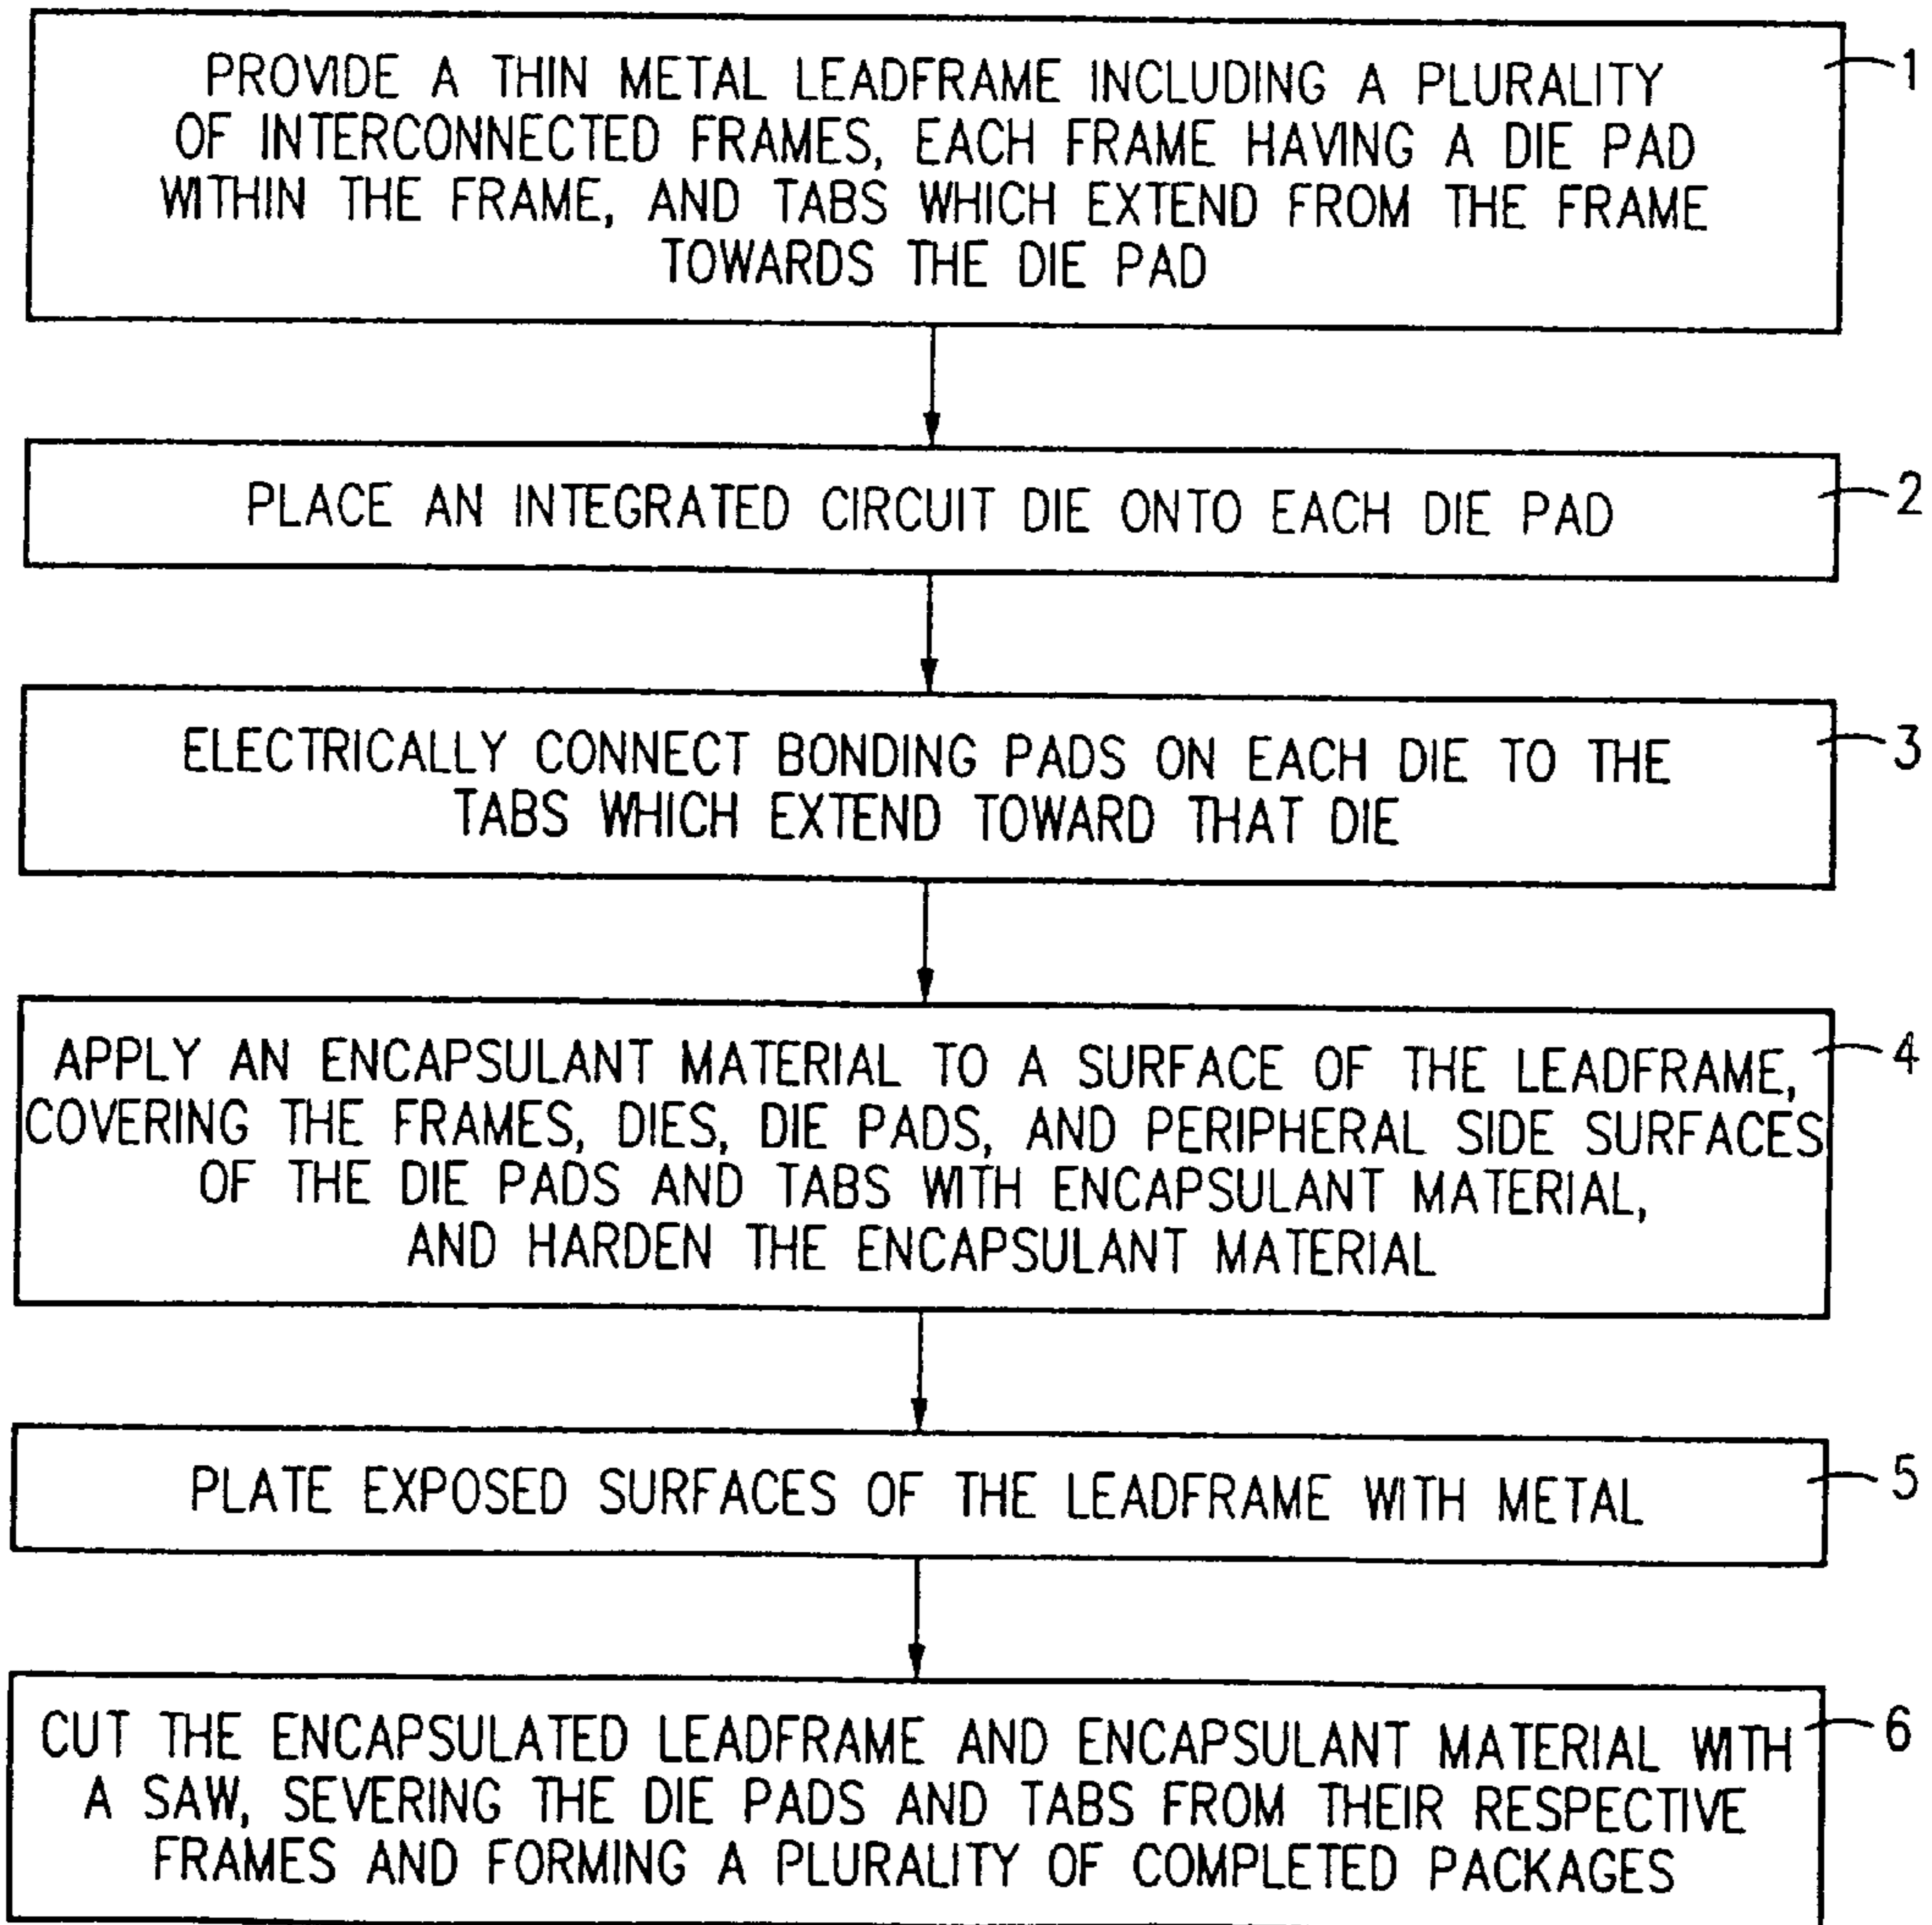 PROVIDE A THIN METAL LEADFRAME INCLUDING A PLURALITY
OF INTERCONNECTED FRAMES, EACH FRAME HAVING A DIE PAD
WITHIN THE FRAME, AND TABS WHICH EXTEND FROM THE FRAME
TOWARDS THE DIE PAD
1
PLACE AN INTEGRATED CIRCUIT DIE ONTO EACH DIE PAD
2
ELECTRICALLY CONNECT BONDING PADS ON EACH DIE TO THE
TABS WHICH EXTEND TOWARD THAT DIE
3
APPLY AN ENCAPSULANT MATERIAL TO A SURFACE OF THE LEADFRAME,
COVERING THE FRAMES, DIES, DIE PADS, AND PERIPHERAL SIDE SURFACES
OF THE DIE PADS AND TABS WITH ENCAPSULANT MATERIAL,
AND HARDEN THE ENCAPSULANT MATERIAL
4
PLATE EXPOSED SURFACES OF THE LEADFRAME WITH METAL
5
CUT THE ENCAPSULATED LEADFRAME AND ENCAPSULANT MATERIAL WITH
A SAW, SEVERING THE DIE PADS AND TABS FROM THEIR RESPECTIVE
FRAMES AND FORMING A PLURALITY OF COMPLETED PACKAGES
6